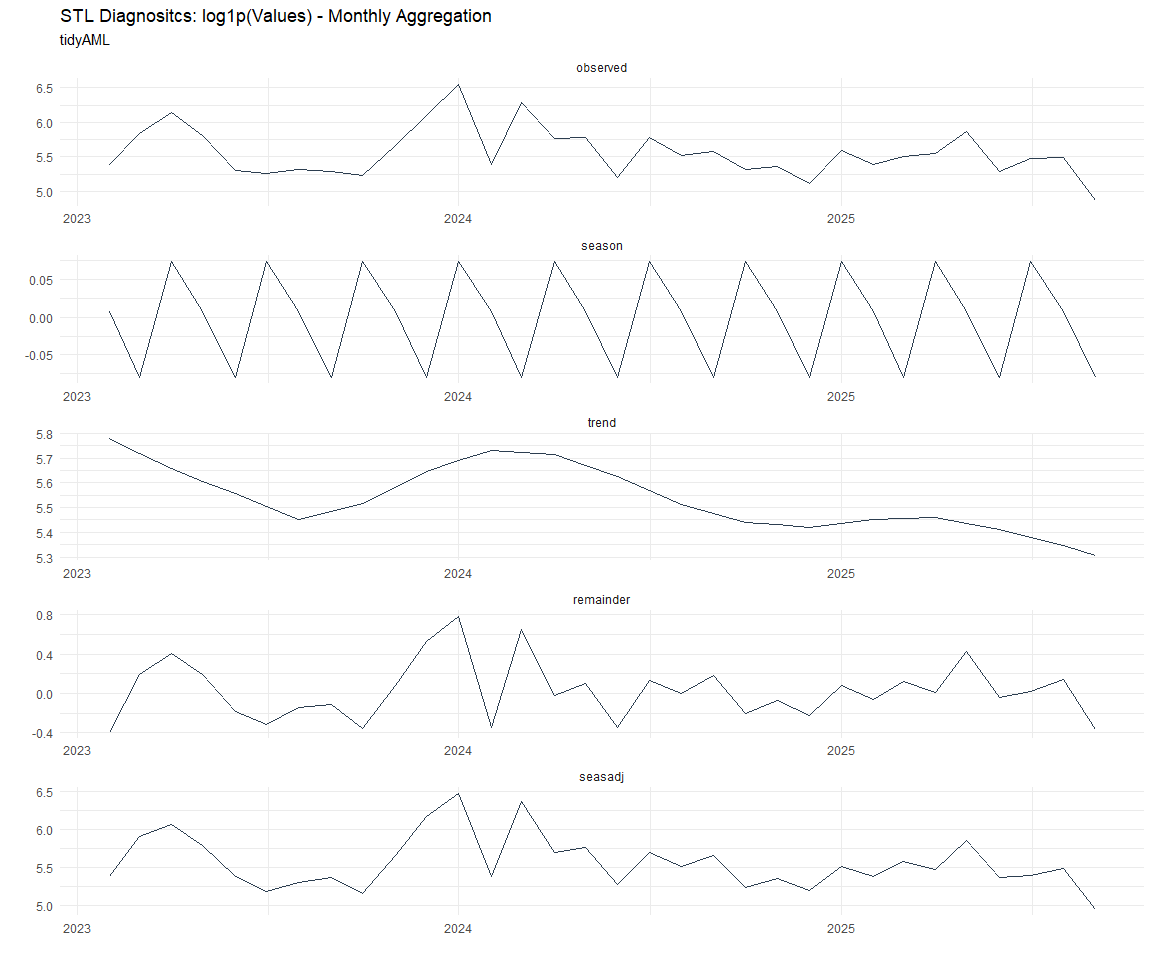 STL Diagnositcs: log1p(Values) - Monthly Aggregation
tidyAML
observed
6.5
6.0
5.5
5.0
2023 2024 2025
season
0.05
0.00
-0.05
2023 2024 2025
trend
5.8
5.7
5.6
5.5
5.4
5.3
2023 2024 2025
remainder
0.8
0.4
0.0
-0.4
2023 2024 2025
seasadj
6.5
6.0
5.5
5.0
2023 2024 2025